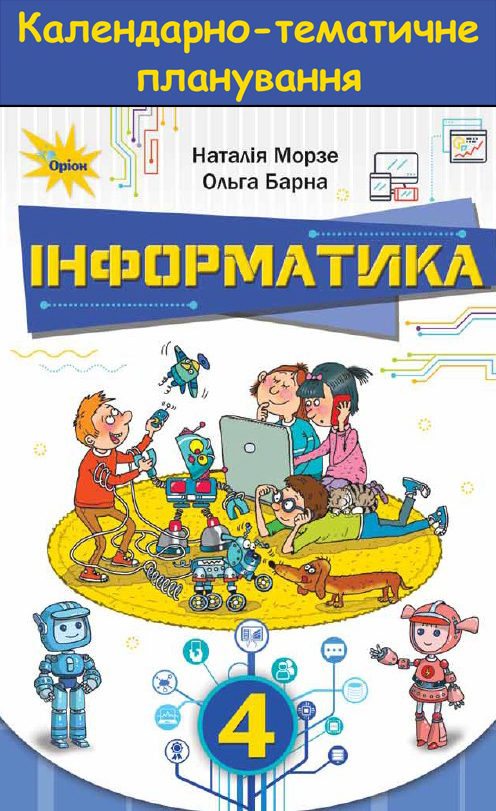 Календарно-тематичне
планування
Оріон
Наталія Морзе
Ольга Барна
ІНФОРМАТИКА
4